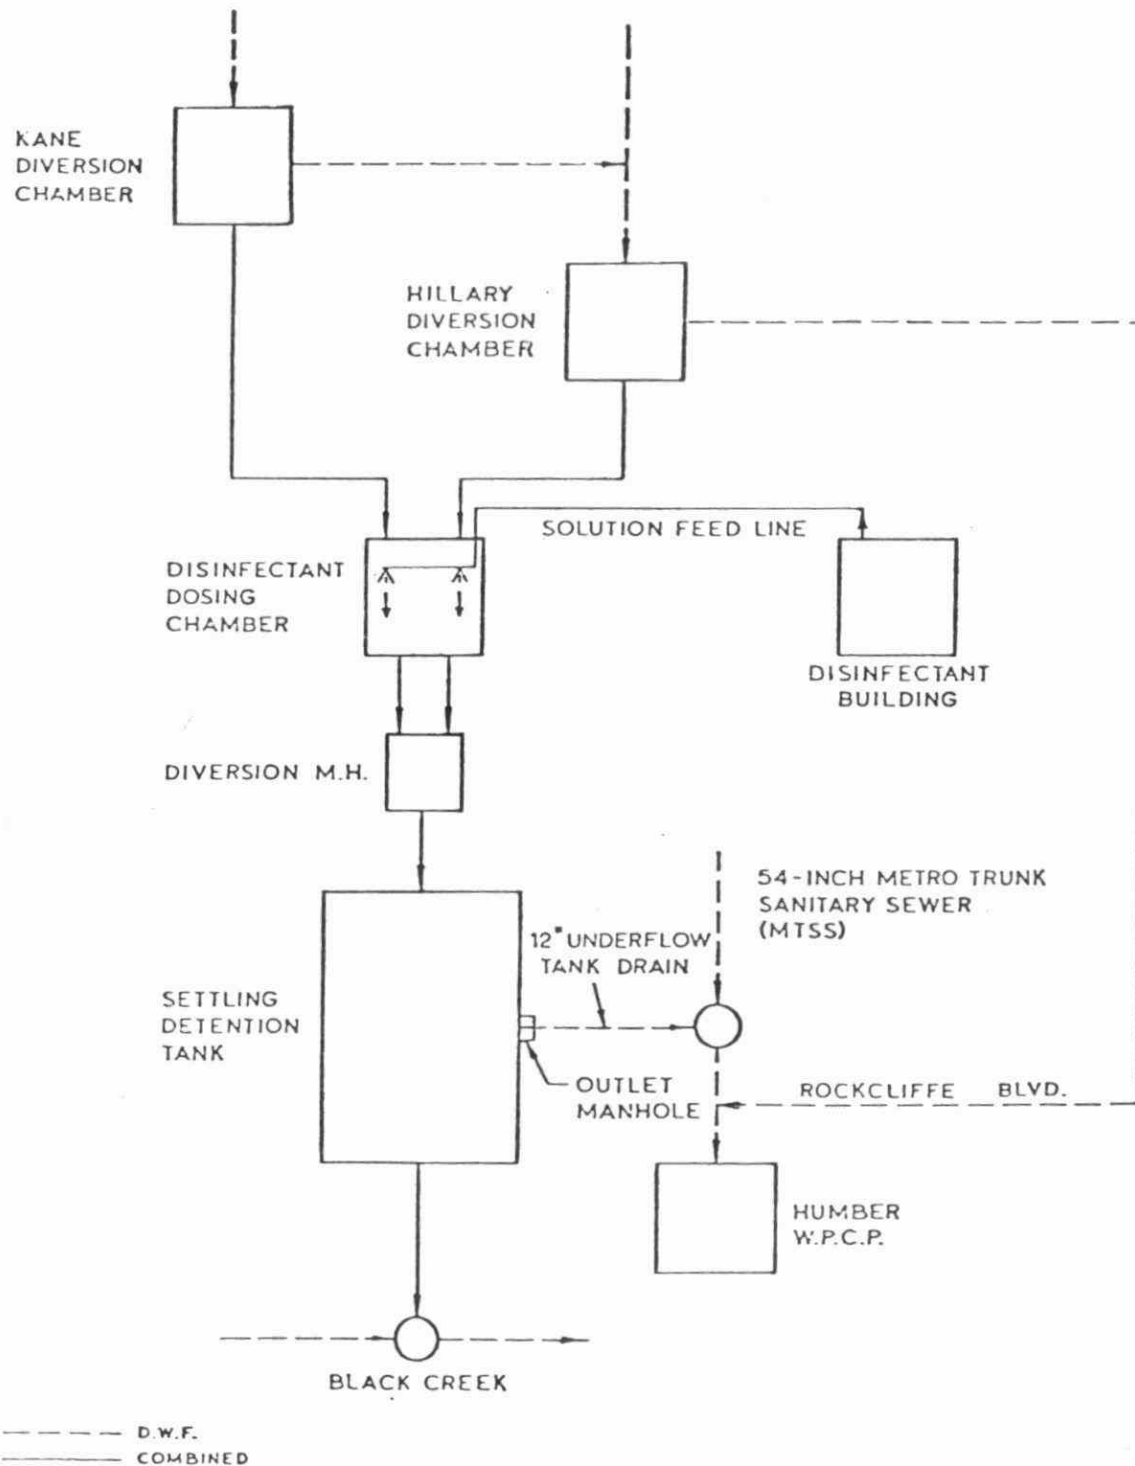 KANE
DIVERSION
CHAMBER
HILLARY
DIVERSION
CHAMBER
SOLUTION FEED LINE
DISINFECTANT
DOSING
CHAMBER
DISINFECTANT
BUILDING
DIVERSION M.H.
54-INCH METRO TRUNK
SANITARY SEWER
(MTSS)
12" UNDERFLOW
TANK DRAIN
SETTLING
DETENTION
TANK
OUTLET
MANHOLE
ROCKCLIFFE BLVD.
HUMBER
W.P.C.P.
BLACK CREEK
D.W.F.
COMBINED